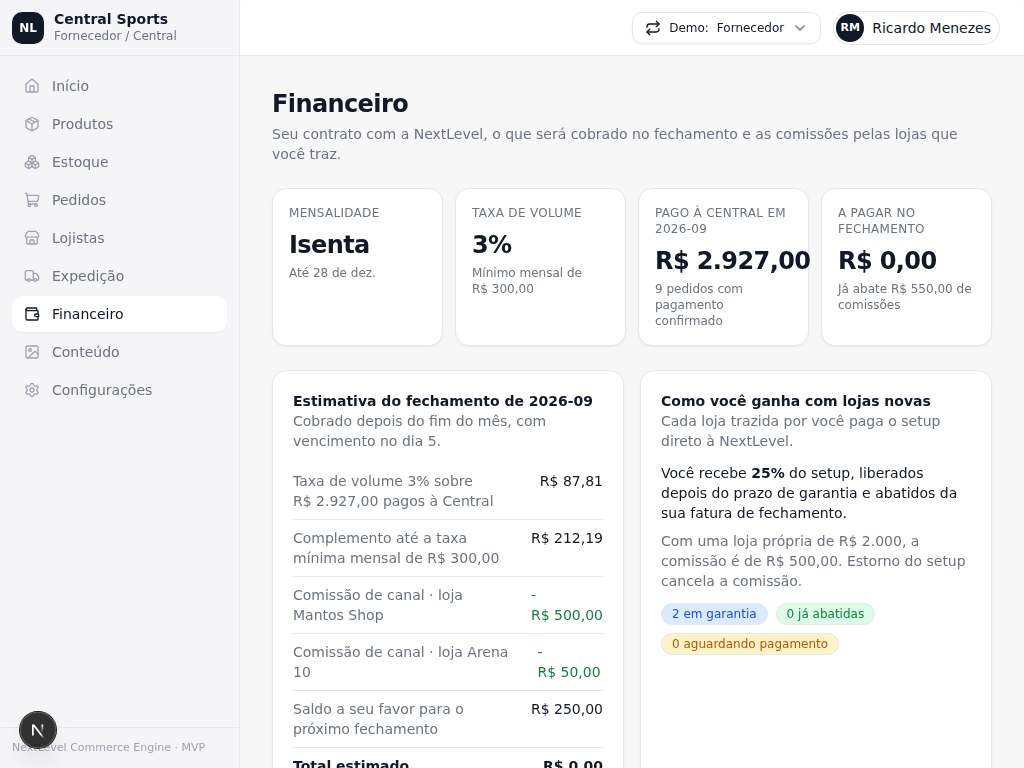 NL
Central Sports
Fornecedor / Central
Demo: Fornecedor
RM
Ricardo Menezes
Início
Produtos
Estoque
Pedidos
Lojistas
Expedição
Financeiro
Conteúdo
Configurações
N
NextLevel Commerce Engine · MVP
Financeiro
Seu contrato com a NextLevel, o que será cobrado no fechamento e as comissões pelas lojas que
você traz.
MENSALIDADE
Isenta
Até 28 de dez.
TAXA DE VOLUME
3%
Mínimo mensal de
R$ 300,00
PAGO À CENTRAL EM
2026-09
R$ 2.927,00
9 pedidos com
pagamento
confirmado
A PAGAR NO
FECHAMENTO
R$ 0,00
Já abate R$ 550,00 de
comissões
Estimativa do fechamento de 2026-09
Cobrado depois do fim do mês, com
vencimento no dia 5.
Taxa de volume 3% sobre
R$ 2.927,00 pagos à Central
R$ 87,81
Complemento até a taxa
mínima mensal de R$ 300,00
R$ 212,19
Comissão de canal · loja
Mantos Shop
-
R$ 500,00
Comissão de canal · loja Arena
10
-
R$ 50,00
Saldo a seu favor para o
próximo fechamento
R$ 250,00
Total estimado
R$ 0,00
Como você ganha com lojas novas
Cada loja trazida por você paga o setup
direto à NextLevel.
Você recebe 25% do setup, liberados
depois do prazo de garantia e abatidos da
sua fatura de fechamento.
Com uma loja própria de R$ 2.000, a
comissão é de R$ 500,00. Estorno do setup
cancela a comissão.
2 em garantia
0 já abatidas
0 aguardando pagamento